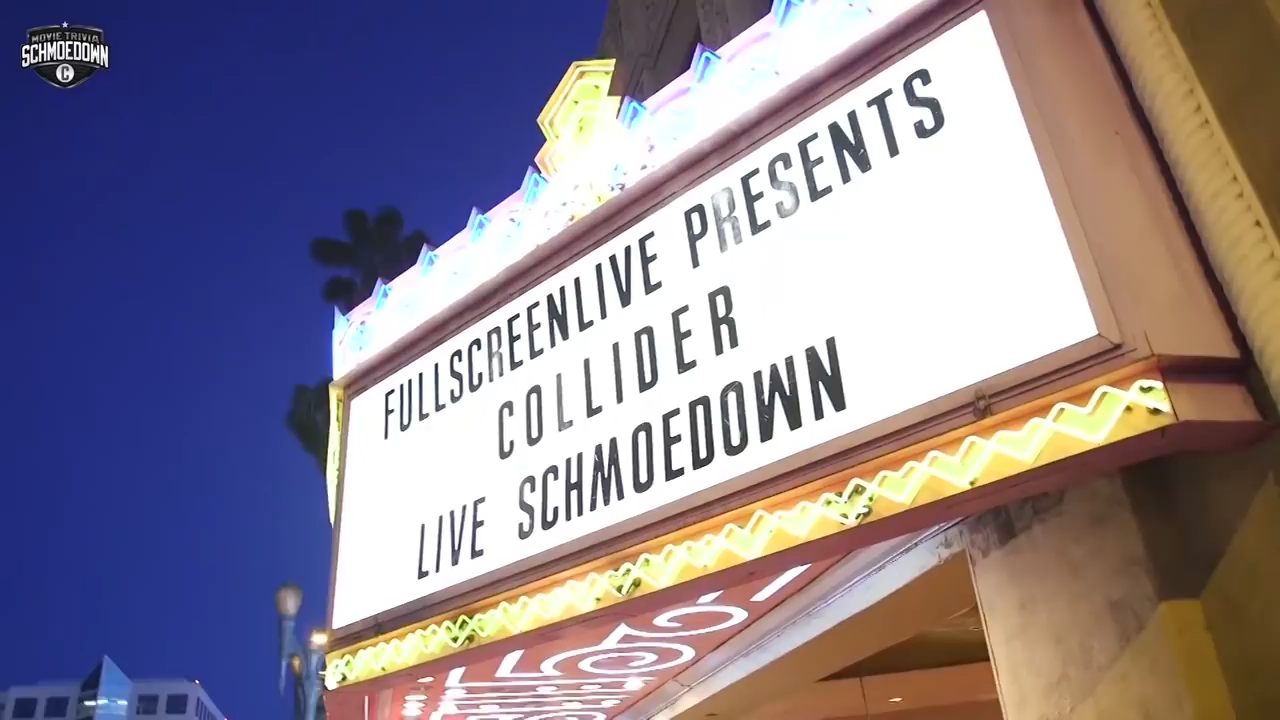 MOVIE TRIVIA
SCHMOEDOWN
C
FULLSCREENLIVE PRESENTS
COLLIDER
LIVE SCHMOEDOWN